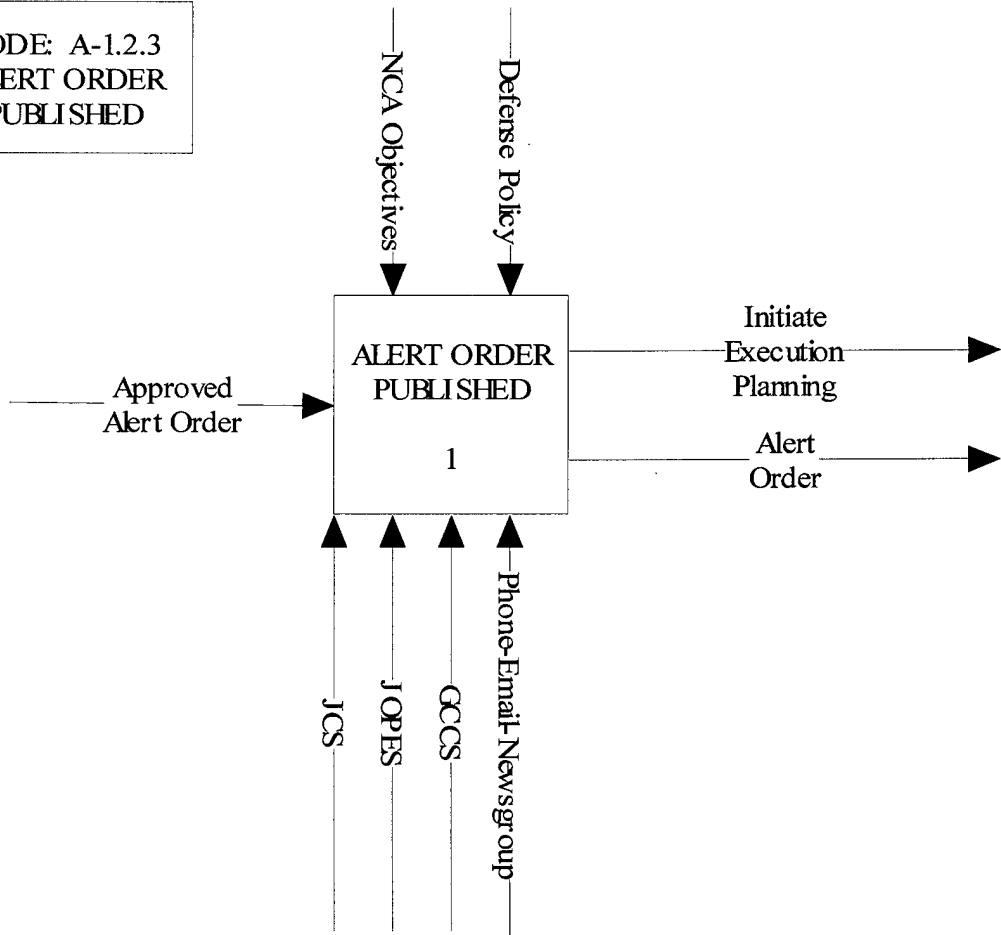 ODE: A-1.2.3
ERT ORDER
PUBLISHED
NCA Objectives
Defense Policy
ALERT ORDER
PUBLISHED
1
Approved
Alert Order
Initiate
Execution
Planning
Alert
Order
JCS
JOPES
GCCS
Phone-Email-Newsgroup